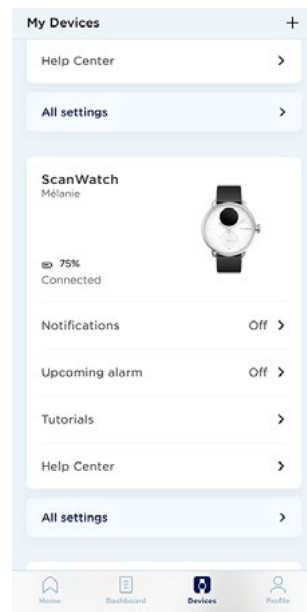 My Devices +
Help Center >
All settings >
ScanWatch
Mélanie
75%
Connected
Notifications Off >
Upcoming alarm Off >
Tutorials >
Help Center >
All settings >
Home Dashboard Devices Profile